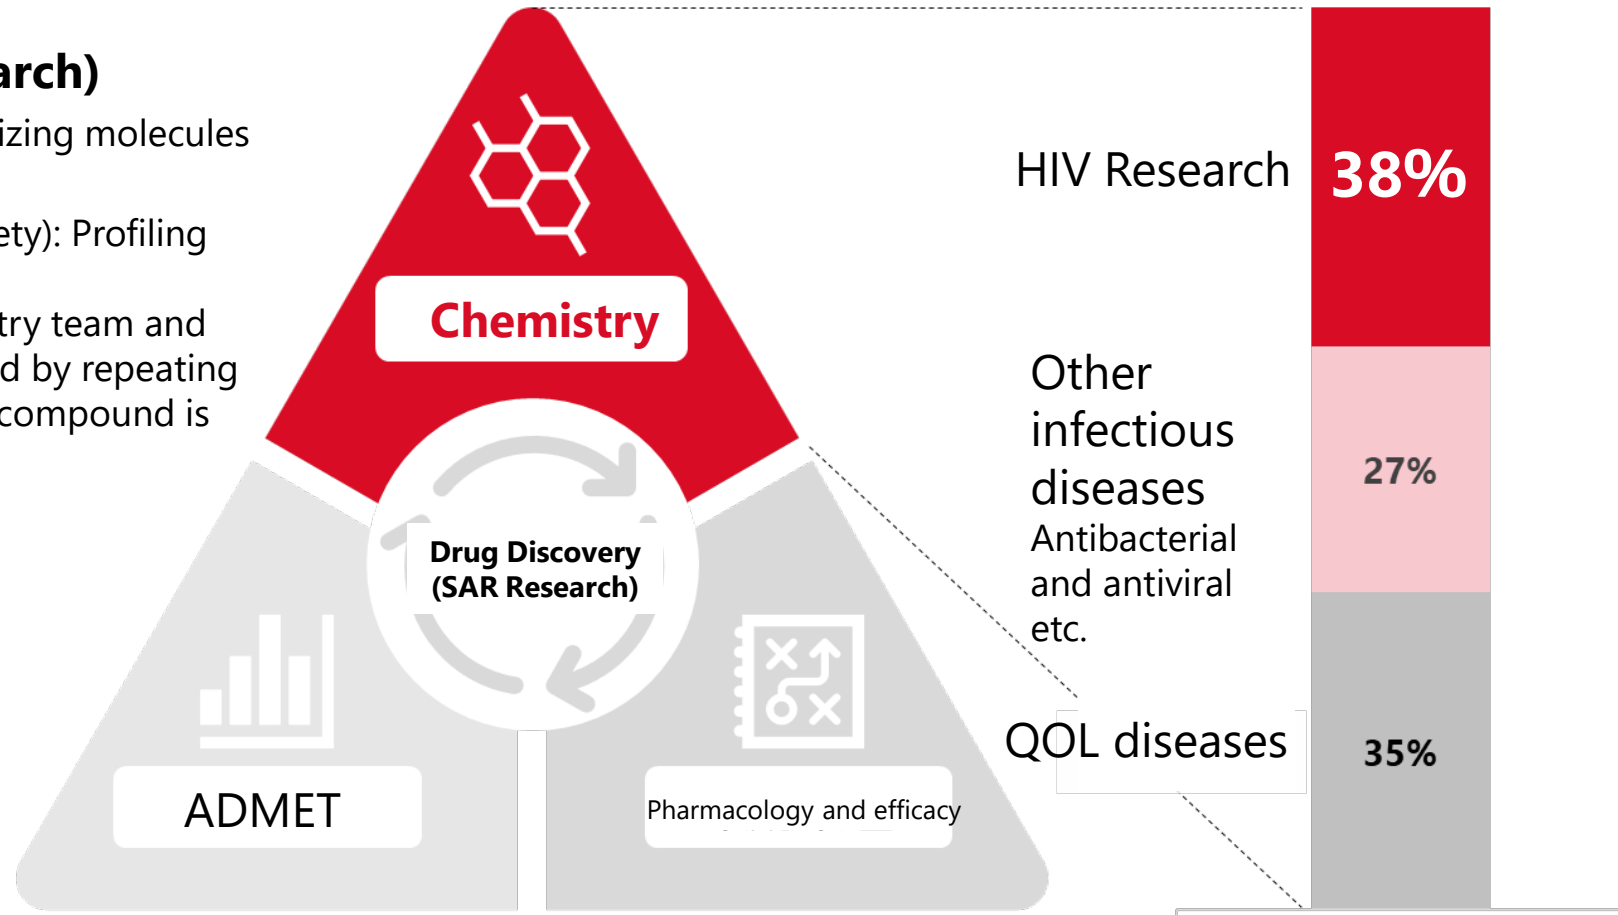 arch)
izing molecules
ety): Profiling
try team and
d by repeating
compound is
Chemistry
Drug Discovery
(SAR Research)
ADMET
Pharmacology and efficacy
HIV Research
38%
Other
infectious
diseases
Antibacterial
and antiviral
etc.
27%
QOL diseases
35%